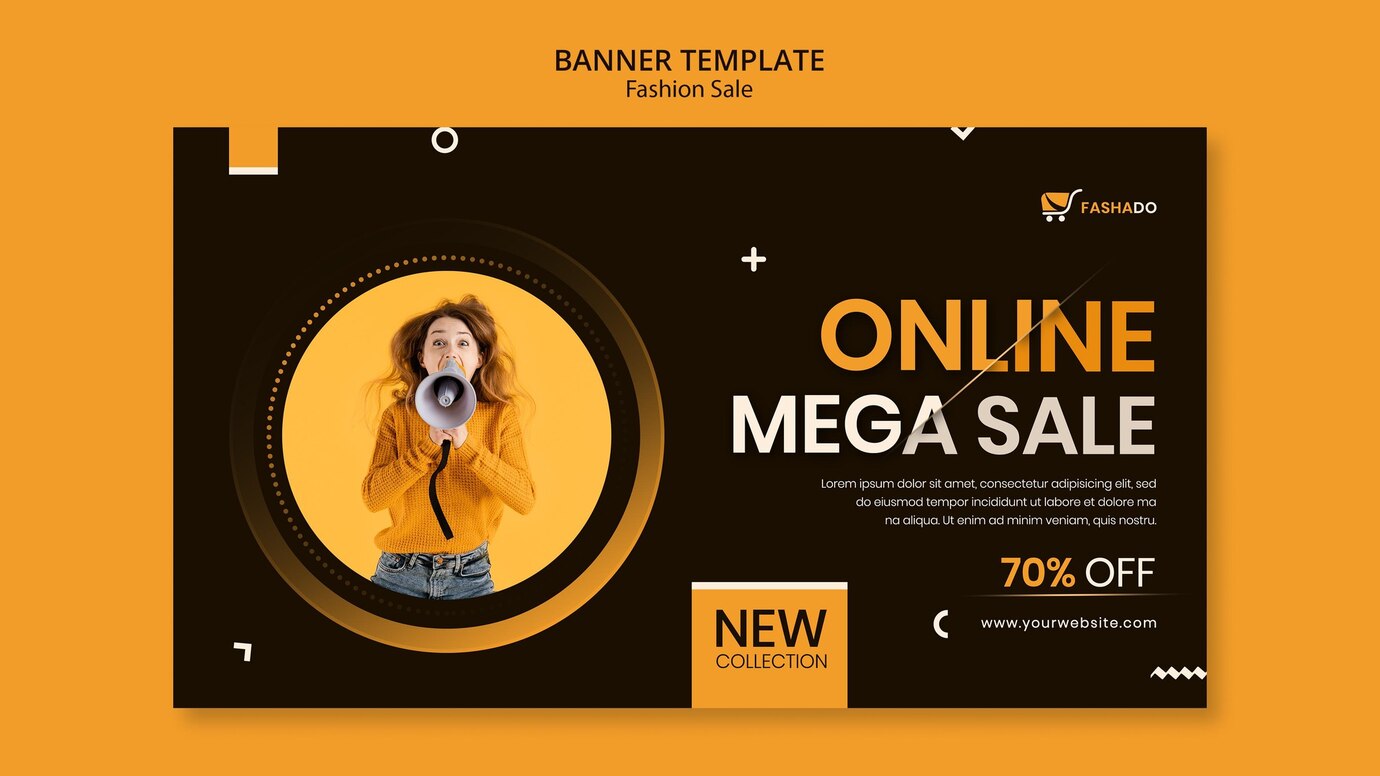 BANNER TEMPLATE
Fashion Sale
FASHADO
ONLINE
MEGA SALE
Lorem ipsum dolor sit amet, consectetur adipisicing elit, sed
do eiusmod tempor incididunt ut labore et dolore ma
na aliqua. Ut enim ad minim veniam, quis nostru.
70% OFF
www.yourwebsite.com
NEW
COLLECTION